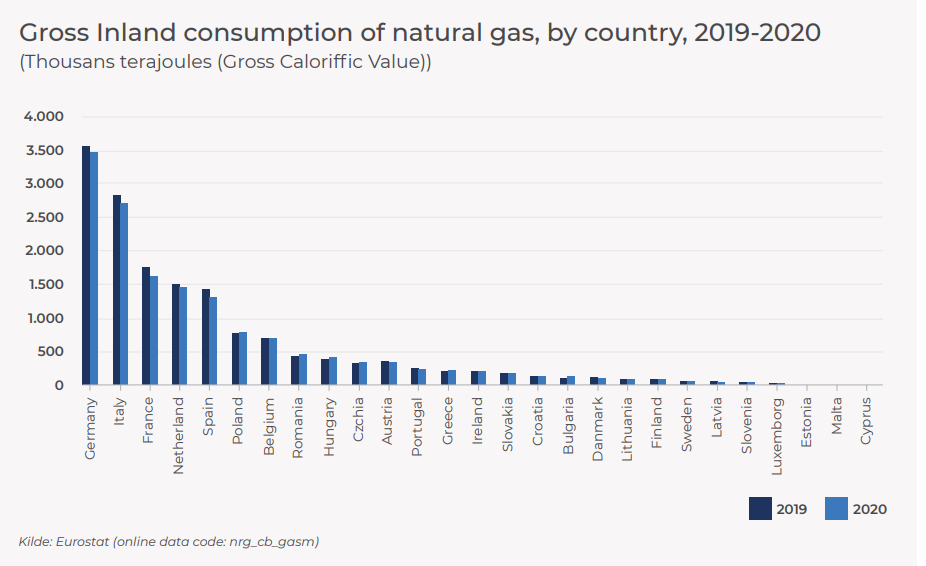 Gross Inland consumption of natural gas, by country, 2019-2020
(Thousans terajoules (Gross Caloriffic Value))
4.000
3.500
3.000
2.500
2.000
1.500
1.000
500
0
Germany
Italy
France
Netherland
Spain
Poland
Belgium
Romania
Hungary
Czchia
Austria
Portugal
Greece
Ireland
Slovakia
Croatia
Bulgaria
Danmark
Lithuania
Finland
Sweden
Latvia
Slovenia
Luxemborg
Estonia
Malta
Cyprus
2019
2020
Kilde: Eurostat (online data code: nrg_cb_gasm)